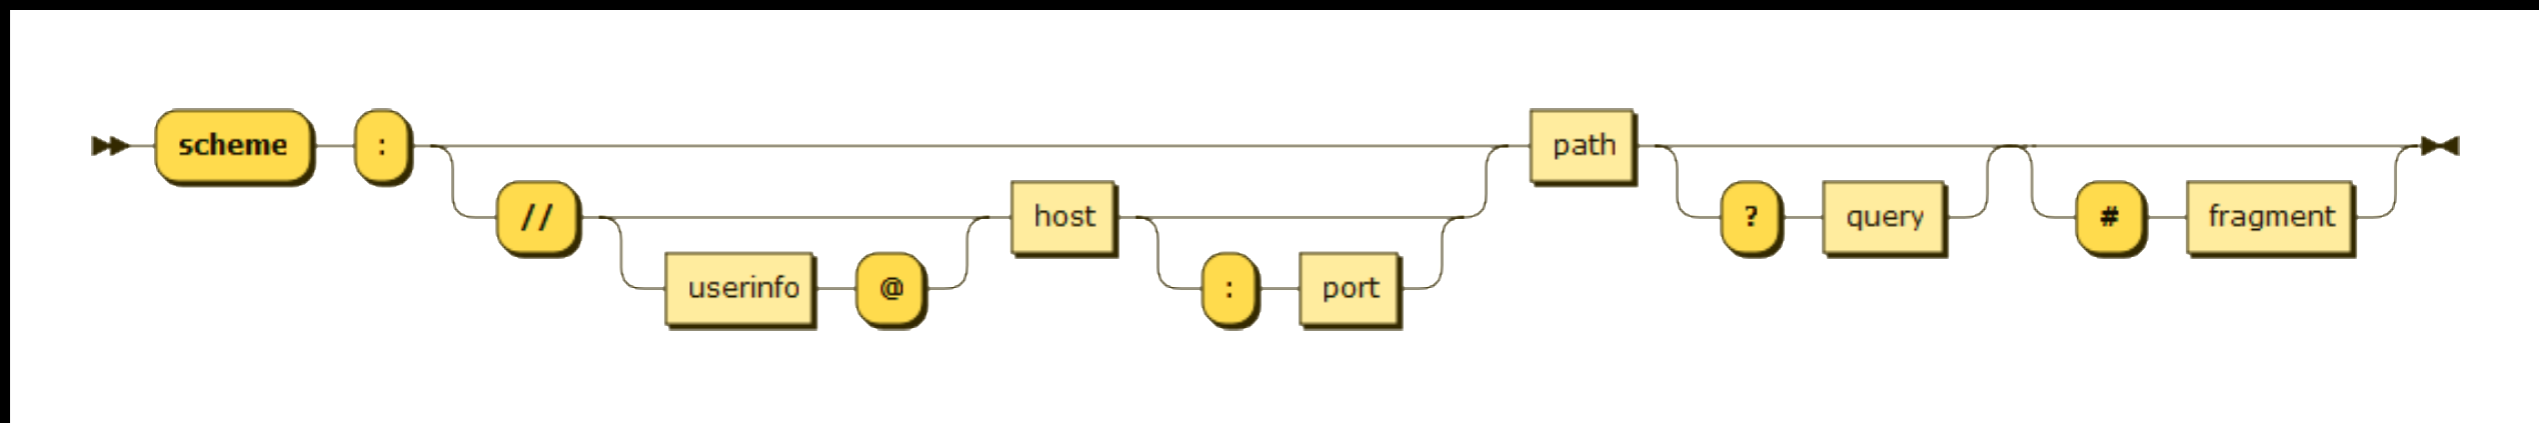 scheme : path
// host ? query # fragment
userinfo @ : port